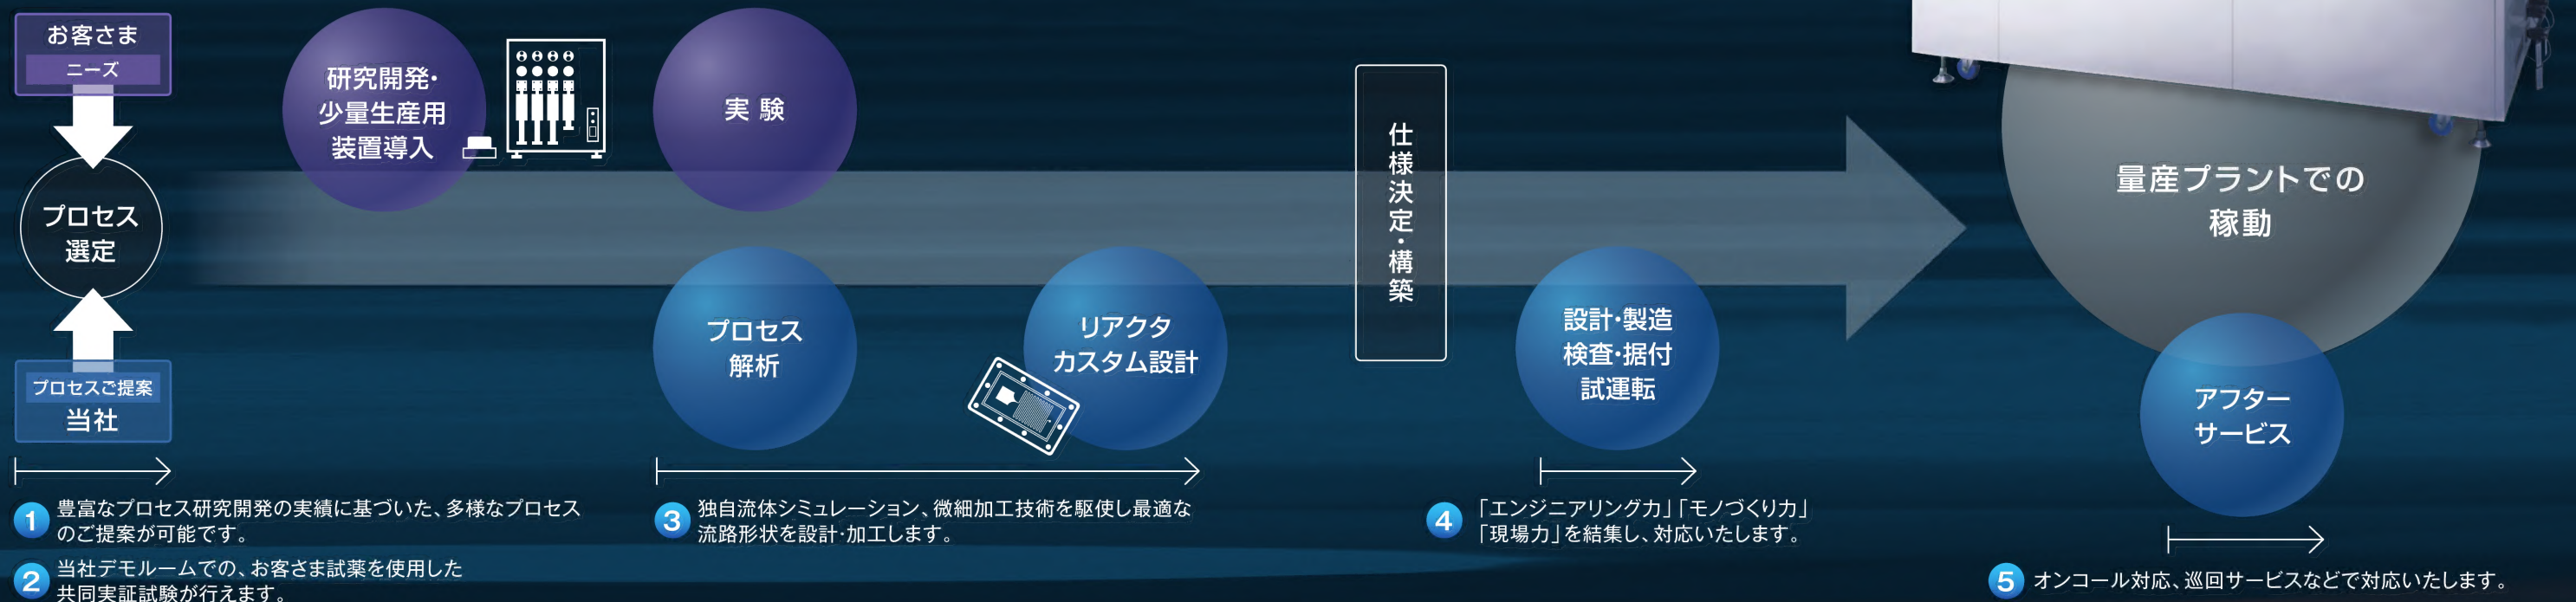 お客さま
ニーズ
プロセス
選定
プロセスご提案
当社
研究開発・
少量生産用
装置導入
実験
プロセス
解析
リアクタ
カスタム設計
仕様決定・構築
設計・製造
検査・据付
試運転
量産プラントでの
稼動
アフター
サービス
1 豊富なプロセス研究開発の実績に基づいた、多様なプロセス
のご提案が可能です。
2 当社デモルームでの、お客さま試薬を使用した
共同実証試験が行えます。
3 独自流体シミュレーション、微細加工技術を駆使し最適な
流路形状を設計・加工します。
4 「エンジニアリング力」「モノづくり力」
「現場力」を結集し、対応いたします。
5 オンコール対応、巡回サービスなどで対応いたします。